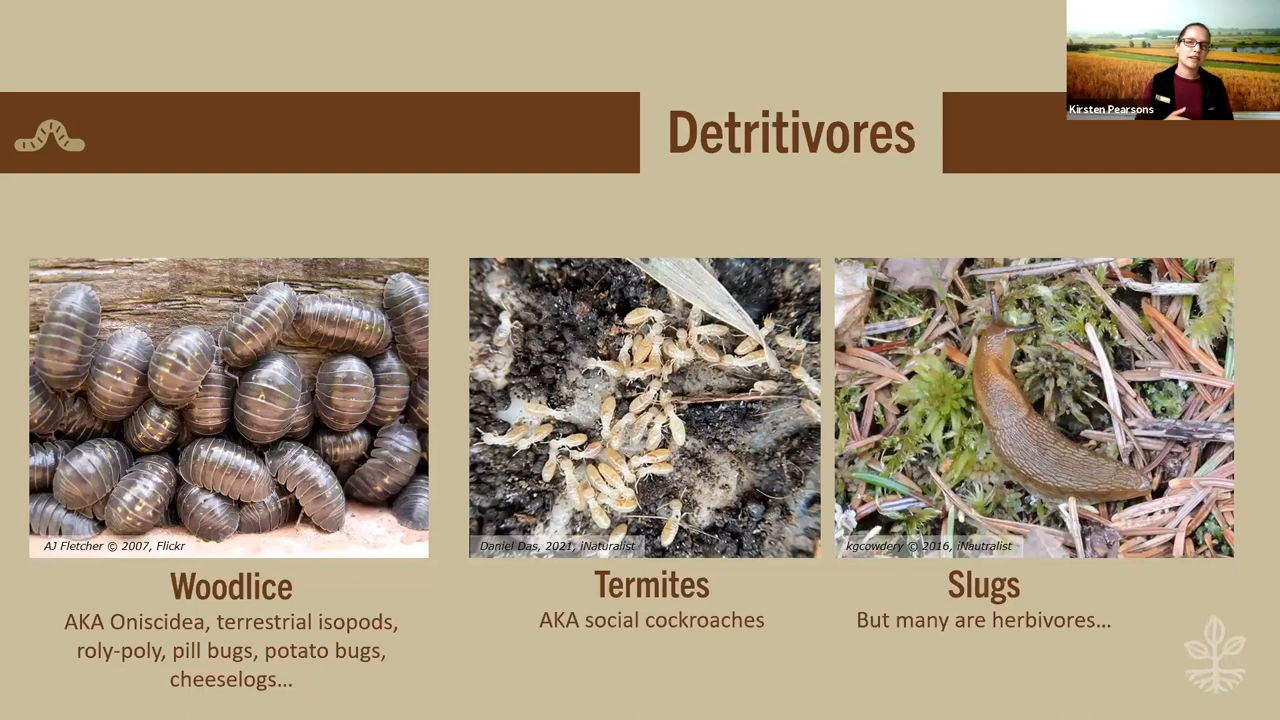 Kirsten Pearsons
Detritivores
AJ Fletcher © 2007, Flickr
Daniel Das, 2021, iNaturalist
kgcowdery © 2016, iNautralist
Woodlice
AKA Oniscidea, terrestrial isopods,
roly-poly, pill bugs, potato bugs,
cheeselogs...
Termites
AKA social cockroaches
Slugs
But many are herbivores...